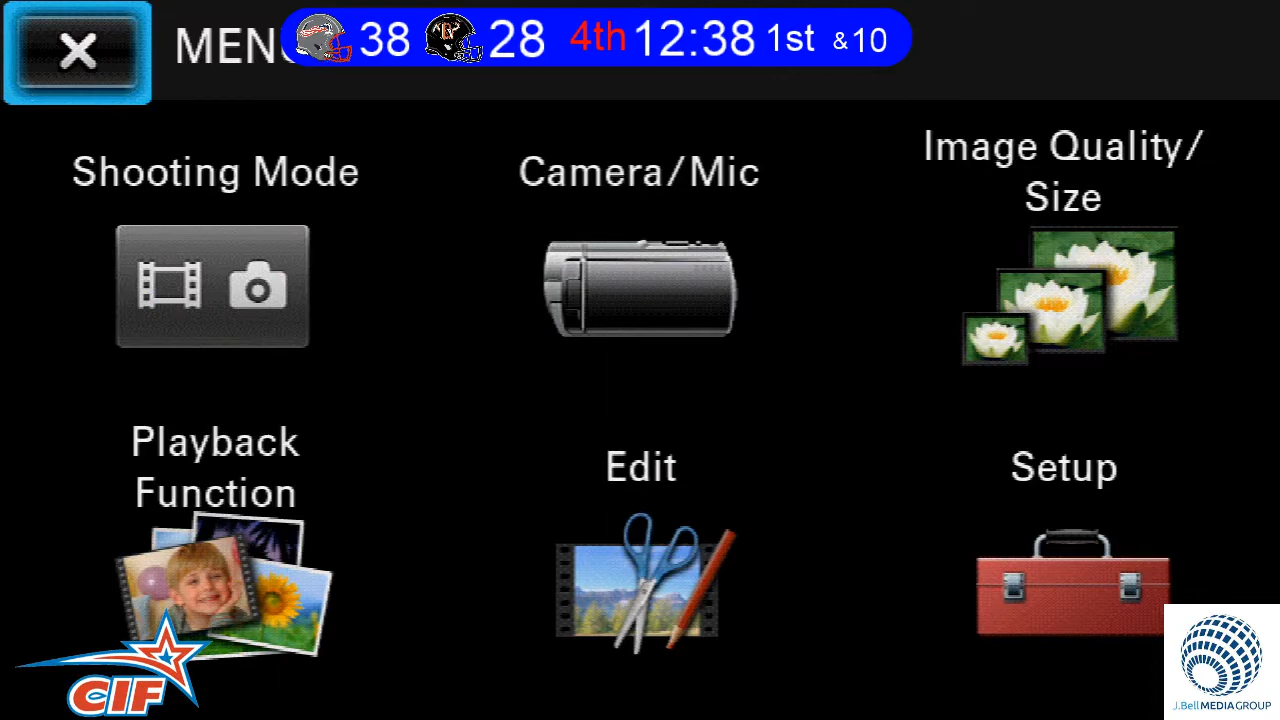 MENU
38 28 4th 12:38 1st &10
Shooting Mode
Camera/Mic
Image Quality/
Size
Playback
Function
Edit
Setup
CIF
J.Bell MEDIA GROUP